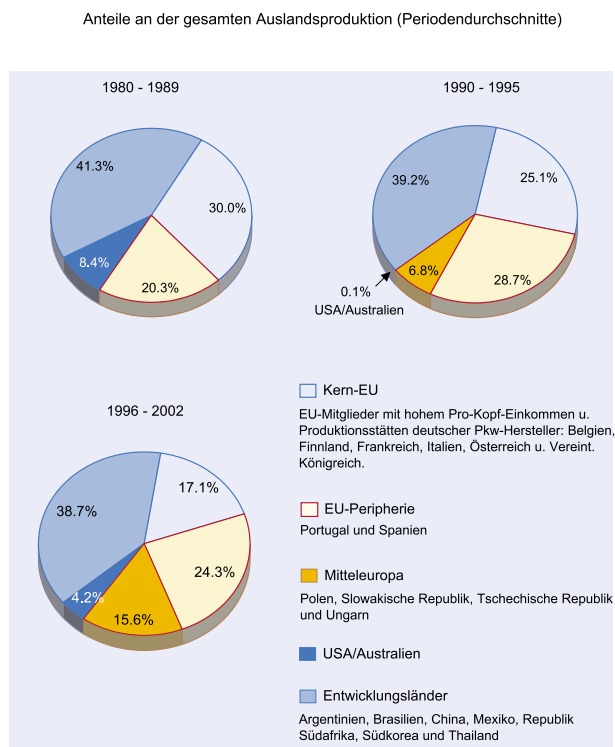 Anteile an der gesamten Auslandsproduktion (Periodendurchschnitte)
1980 - 1989
41.3%
30.0%
8.4%
20.3%
1990 - 1995
39.2%
25.1%
6.8%
28.7%
0.1%
USA/Australien
1996 - 2002
38.7%
17.1%
24.3%
4.2%
15.6%
Kern-EU
EU-Mitglieder mit hohem Pro-Kopf-Einkommen u.
Produktionsstätten deutscher Pkw-Hersteller: Belgien,
Finnland, Frankreich, Italien, Österreich u. Vereint.
Königreich.
EU-Peripherie
Portugal und Spanien
Mitteleuropa
Polen, Slowakische Republik, Tschechische Republik
und Ungarn
USA/Australien
Entwicklungsländer
Argentinien, Brasilien, China, Mexiko, Republik
Südafrika, Südkorea und Thailand